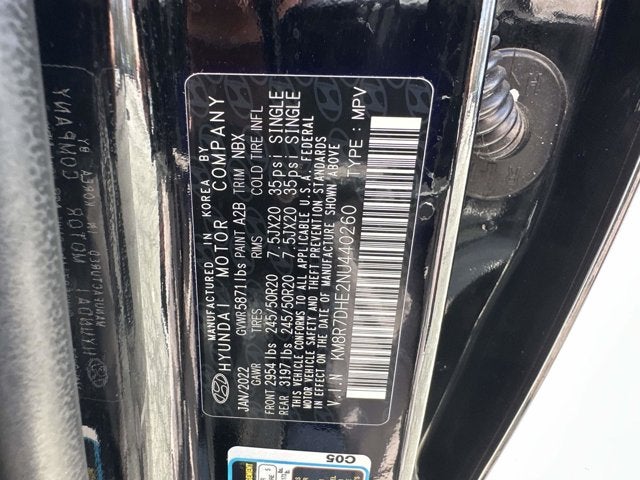 MANUFACTURED IN KOREA BY
HYUNDAI MOTOR COMPANY
JAN/2022 GVWR 5871lbs PAINT A2B TRIM NBX
GAWR TIRES RIMS COLD TIRE INFL
FRONT 2954lbs 245/50R20 7.5JX20 35psi SINGLE
REAR 3197lbs 245/50R20 7.5JX20 35psi SINGLE
THIS VEHICLE CONFORMS TO ALL APPLICABLE U.S.A. FEDERAL
MOTOR VEHICLE SAFETY AND THEFT PREVENTION STANDARDS
IN EFFECT ON THE DATE OF MANUFACTURE SHOWN ABOVE
V.I.N KM8R7DHE2NU440260 TYPE : MPV
C05